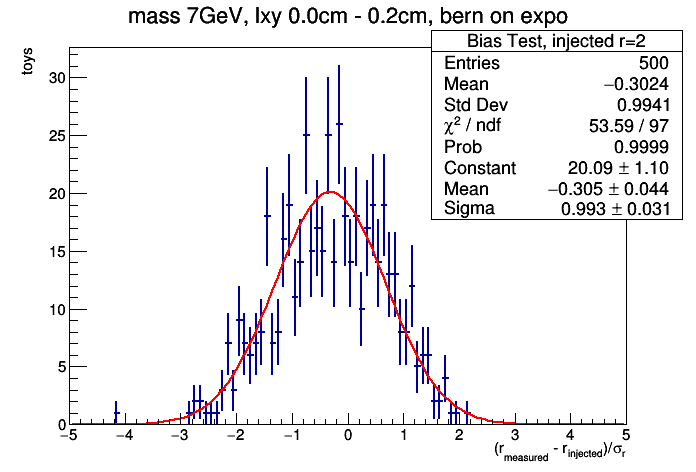 mass 7GeV, lxy 0.0cm - 0.2cm, bern on expo
Bias Test, injected r=2
Entries 500
Mean −0.3024
Std Dev 0.9941
χ² / ndf 53.59 / 97
Prob 0.9999
Constant 20.09 ± 1.10
Mean −0.305 ± 0.044
Sigma 0.993 ± 0.031
toys
30
25
20
15
10
5
0
−5 −4 −3 −2 −1 0 1 2 3 4 5
(r_measured - r_injected)/σ_r